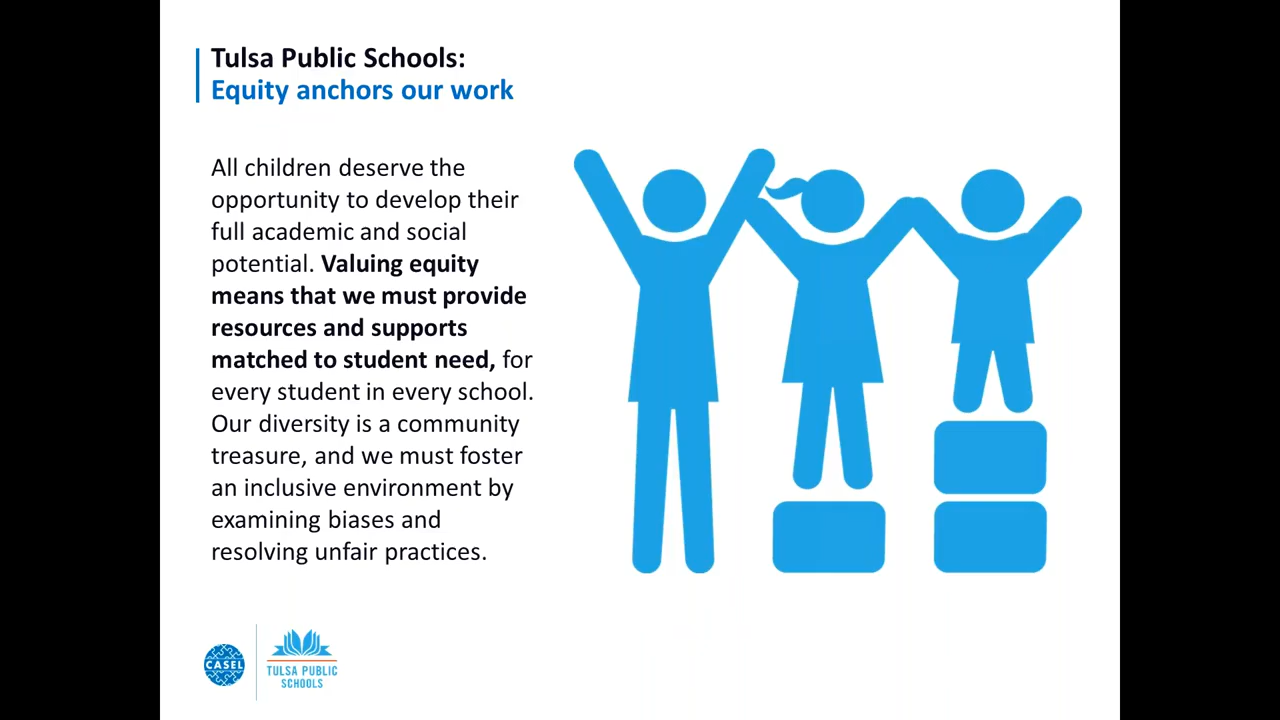 Tulsa Public Schools:
Equity anchors our work
All children deserve the
opportunity to develop their
full academic and social
potential. Valuing equity
means that we must provide
resources and supports
matched to student need, for
every student in every school.
Our diversity is a community
treasure, and we must foster
an inclusive environment by
examining biases and
resolving unfair practices.
CASEL
TULSA PUBLIC
SCHOOLS